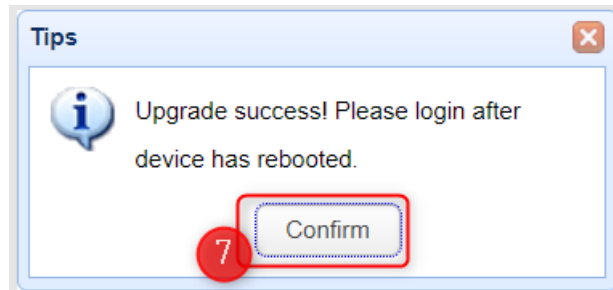 Tips
Upgrade success! Please login after
device has rebooted.
Confirm
7